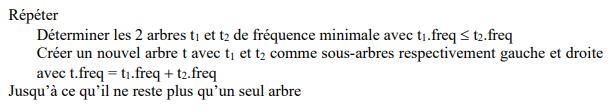 Répéter
Déterminer les 2 arbres t₁ et t₂ de fréquence minimale avec t₁.freq ≤ t₂.freq
Créer un nouvel arbre t avec t₁ et t₂ comme sous-arbres respectivement gauche et droite
avec t.freq = t₁.freq + t₂.freq
Jusqu’à ce qu’il ne reste plus qu’un seul arbre